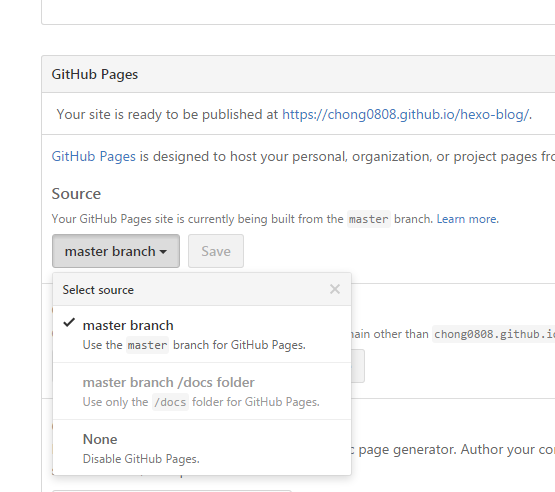 GitHub Pages
Your site is ready to be published at https://chong0808.github.io/hexo-blog/.
GitHub Pages is designed to host your personal, organization, or project pages
Source
Your GitHub Pages site is currently being built from the master branch. Learn more.
master branch
Save
Select source
master branch
Use the master branch for GitHub Pages.
main other than chong0808.github.io
master branch /docs folder
Use only the /docs folder for GitHub Pages.
None
Disable GitHub Pages.
page generator. Author your